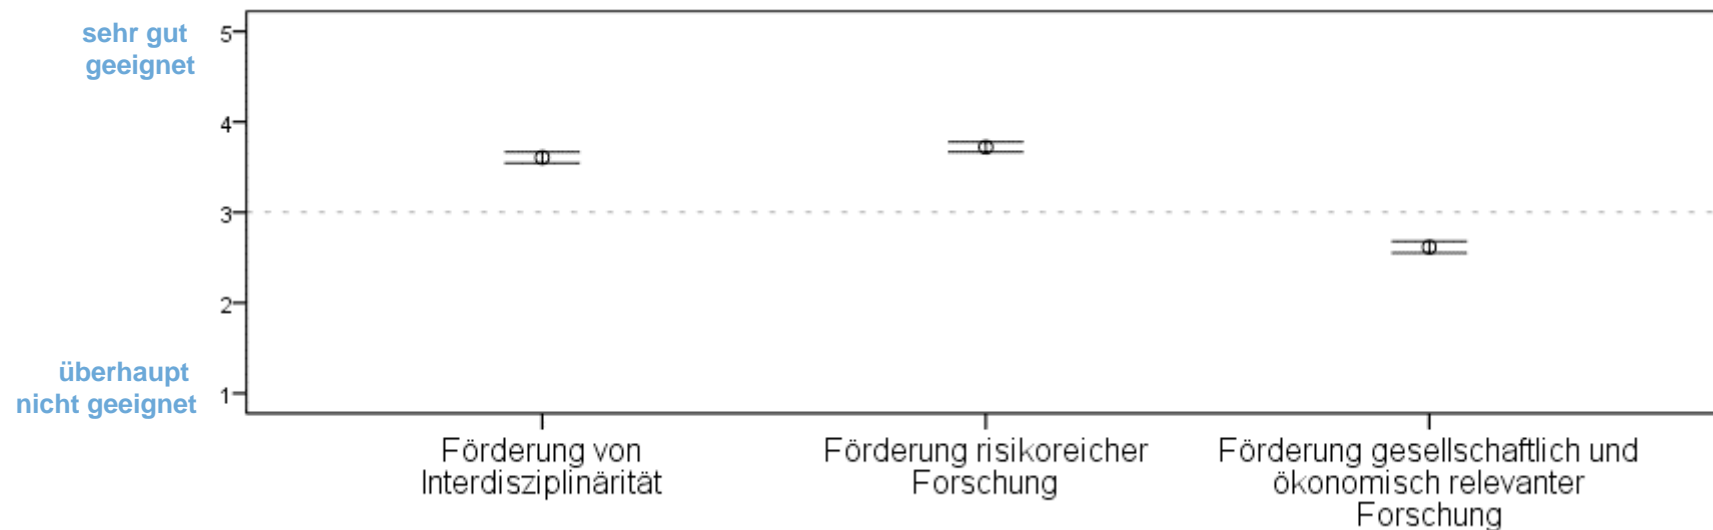 sehr gut
geeignet
5
4
3
2
1
überhaupt
nicht geeignet
Förderung von
Interdisziplinärität
Förderung risikoreicher
Forschung
Förderung gesellschaftlich und
ökonomisch relevanter
Forschung